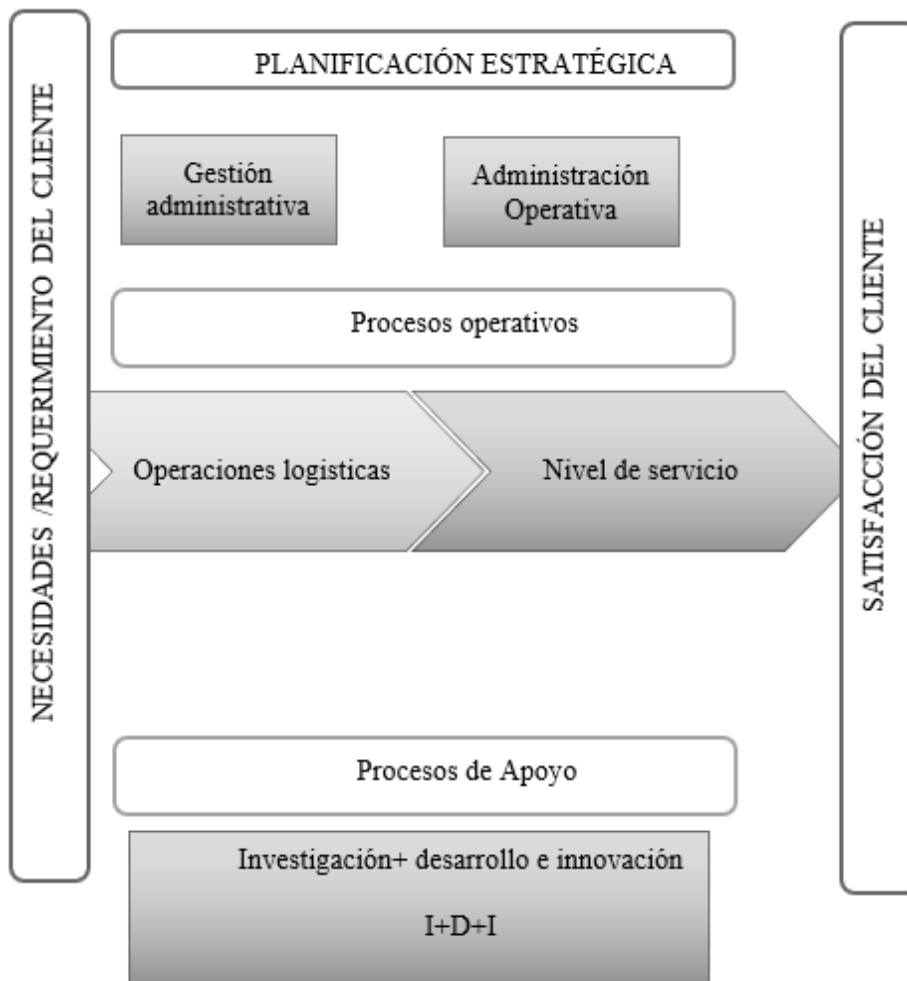 NECESIDADES /REQUERIMIENTO DEL CLIENTE
PLANIFICACIÓN ESTRATÉGICA
Gestión
administrativa
Administración
Operativa
Procesos operativos
Operaciones logisticas
Nivel de servicio
Procesos de Apoyo
Investigación+ desarrollo e innovación
I+D+I
SATISFACCIÓN DEL CLIENTE